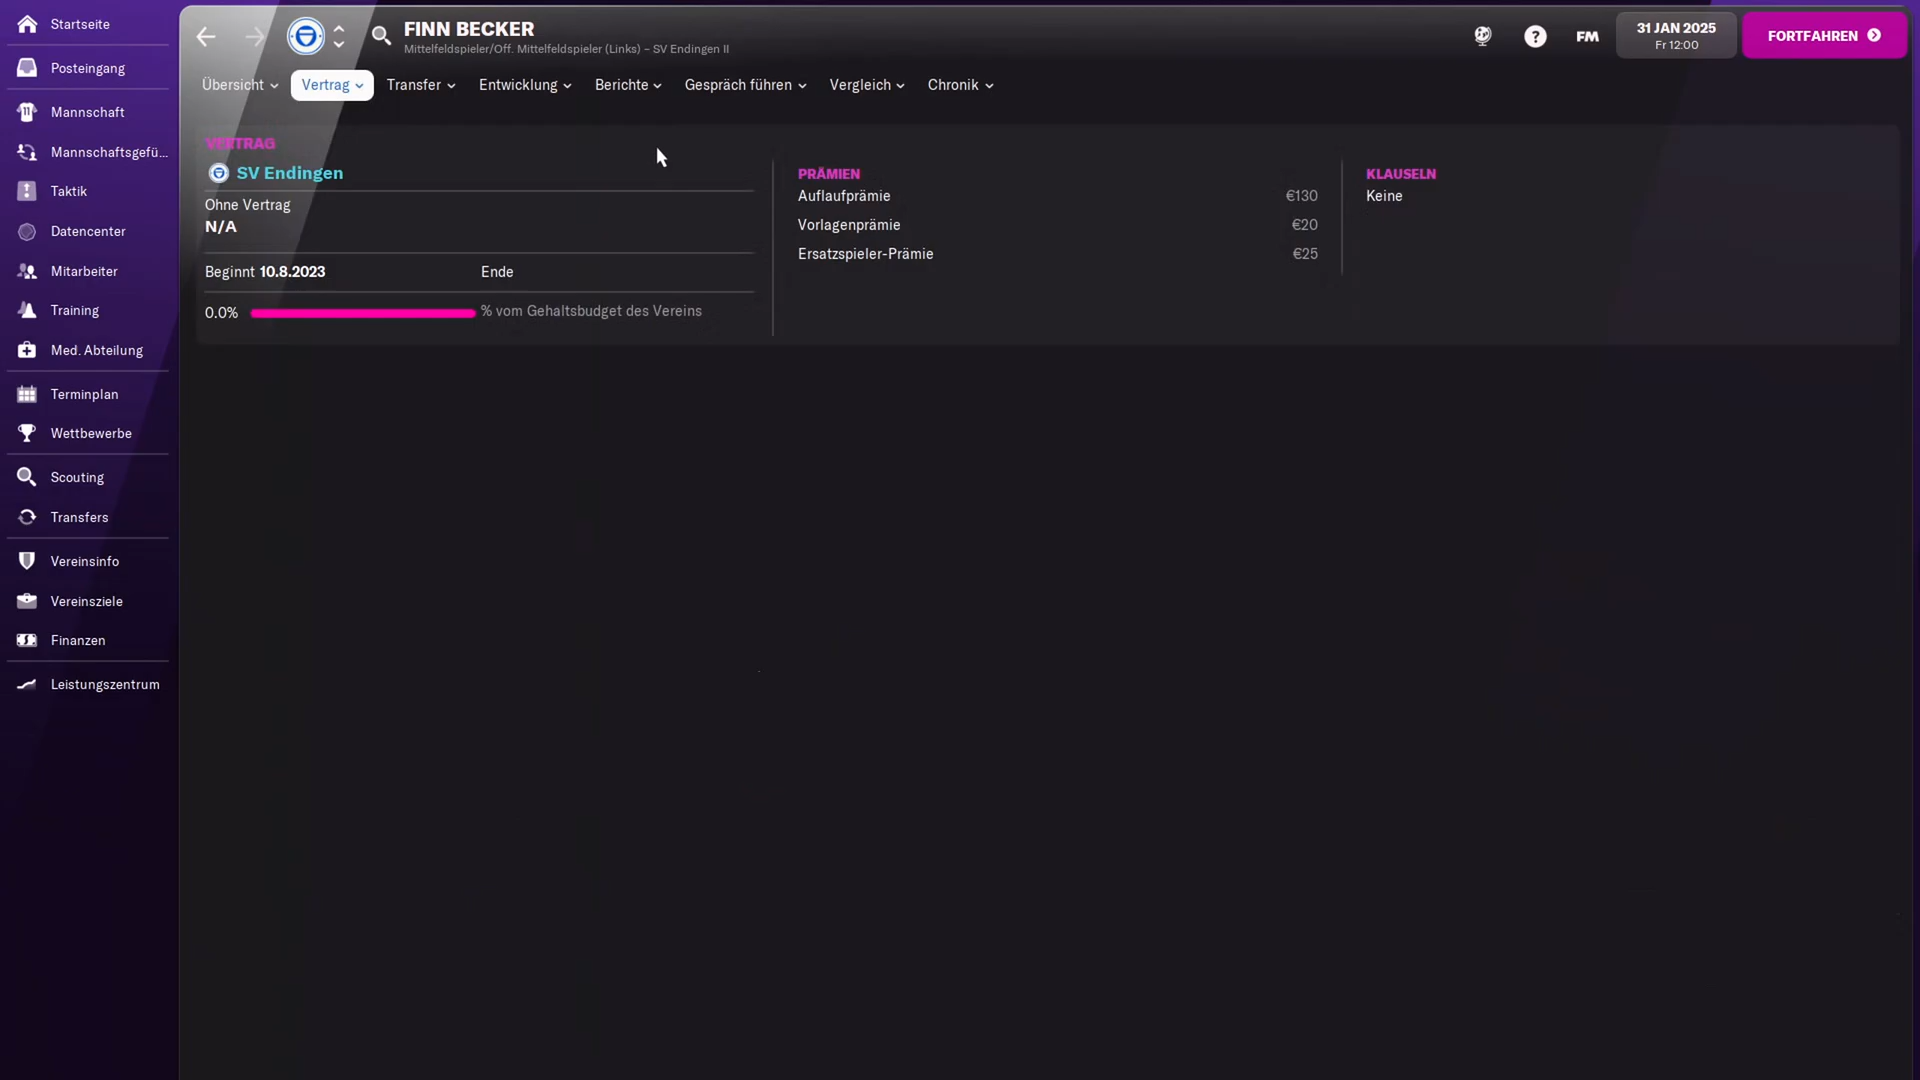 Startseite
Posteingang
Mannschaft
Mannschaftsgefü...
Taktik
Datencenter
Mitarbeiter
Training
Med. Abteilung
Terminplan
Wettbewerbe
Scouting
Transfers
Vereinsinfo
Vereinsziele
Finanzen
Leistungszentrum
FINN BECKER
Mittelfeldspieler/Off. Mittelfeldspieler (Links) – SV Endingen II
? FM
31 JAN 2025
Fr 12:00
FORTFAHREN
Übersicht Vertrag Transfer Entwicklung Berichte Gespräch führen Vergleich Chronik
VERTRAG
SV Endingen
Ohne Vertrag
N/A
Beginnt 10.8.2023 Ende
0.0% % vom Gehaltsbudget des Vereins
PRÄMIEN
Auflaufprämie €130
Vorlagenprämie €20
Ersatzspieler-Prämie €25
KLAUSELN
Keine